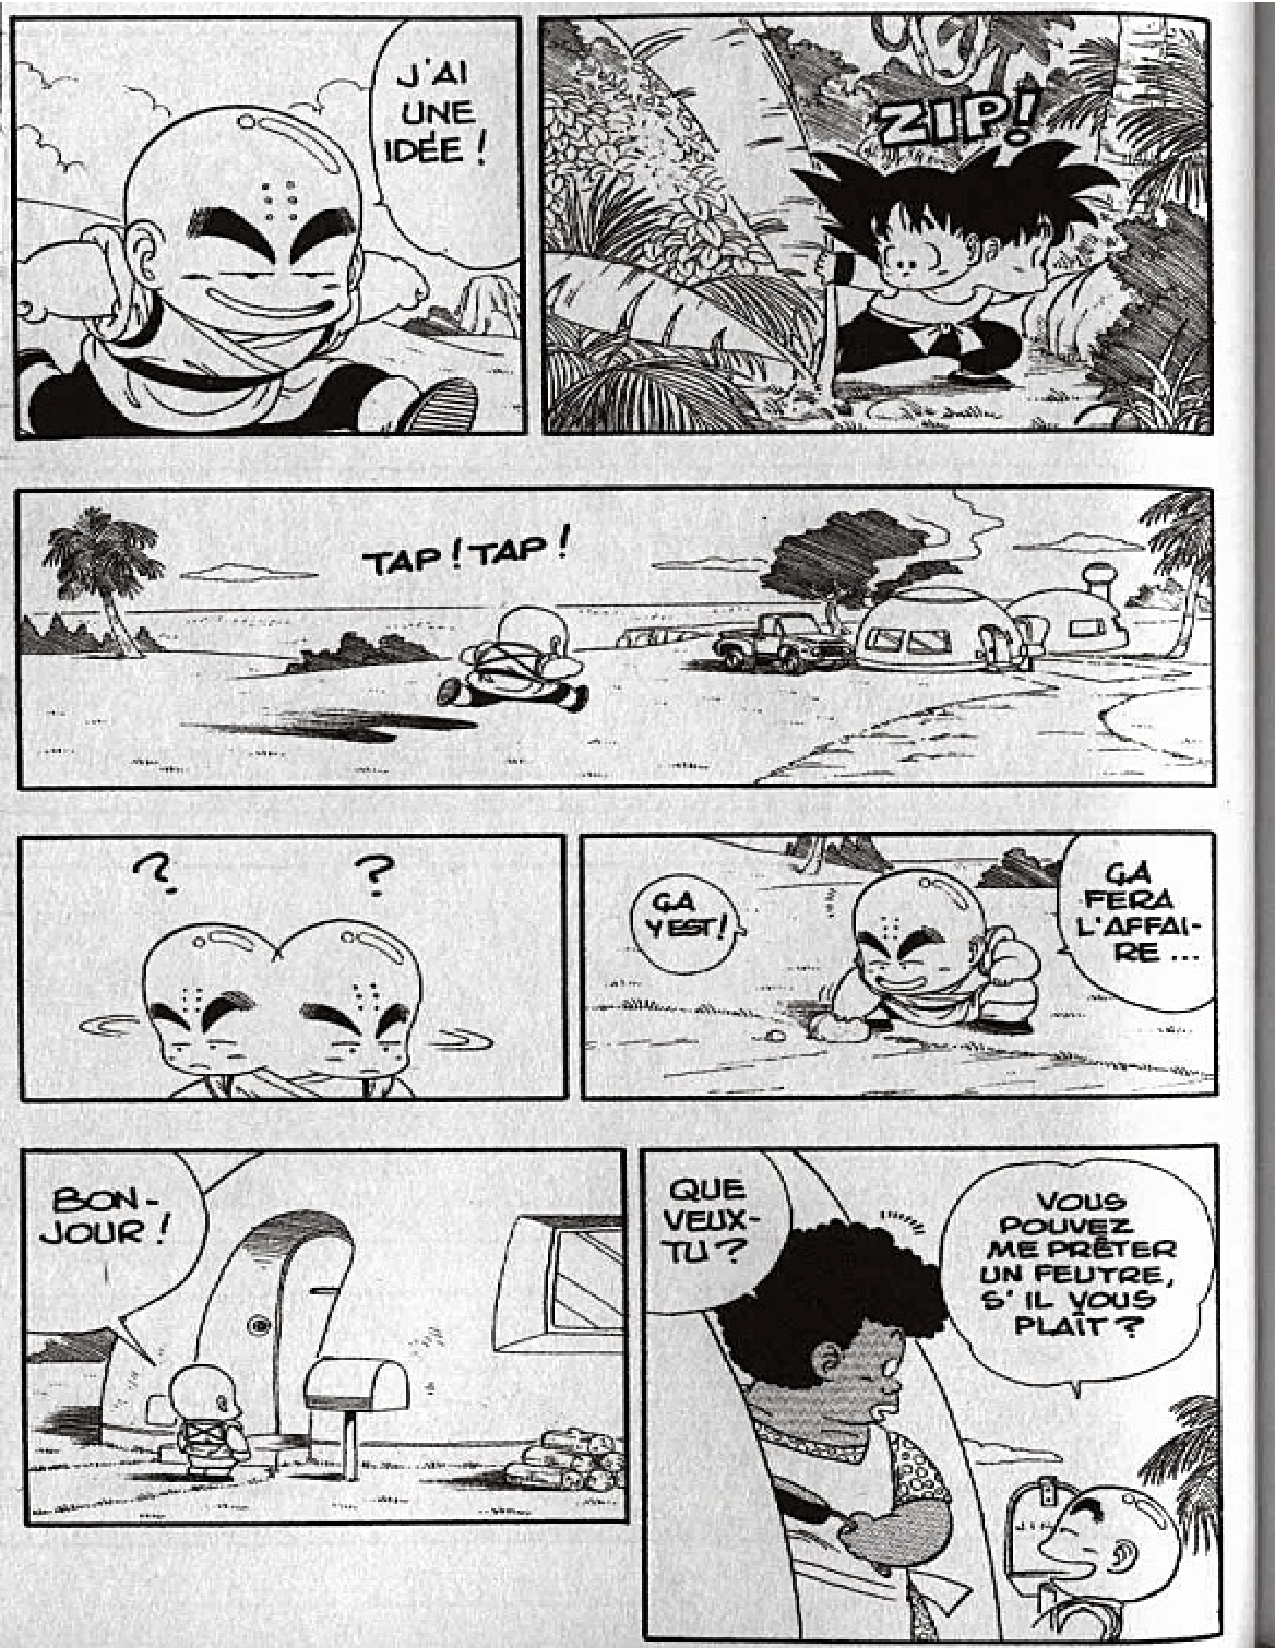 J'AI
UNE
IDÉE !
ZIP!
TAP ! TAP !
?
?
ÇA
Y EST !
ÇA
FERA
L'AFFAI-
RE ...
BON-
JOUR !
QUE
VEUX-
TU ?
VOUS
POUVEZ
ME PRÊTER
UN FEUTRE,
S'IL VOUS
PLAÎT ?